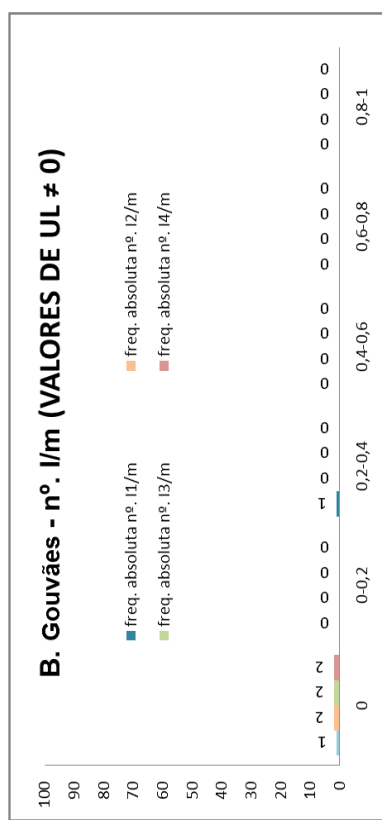 B. Gouvães - nº. I/m (VALORES DE UL ≠ 0)
freq. absoluta nº. I1/m
freq. absoluta nº. I2/m
freq. absoluta nº. I3/m
freq. absoluta nº. I4/m
100
90
80
70
60
50
40
30
20
10
0
1 2 2 2
0 0 0 0
1 0 0 0
0 0 0 0
0 0 0 0
0 0 0 0
0 0-0,2 0,2-0,4 0,4-0,6 0,6-0,8 0,8-1